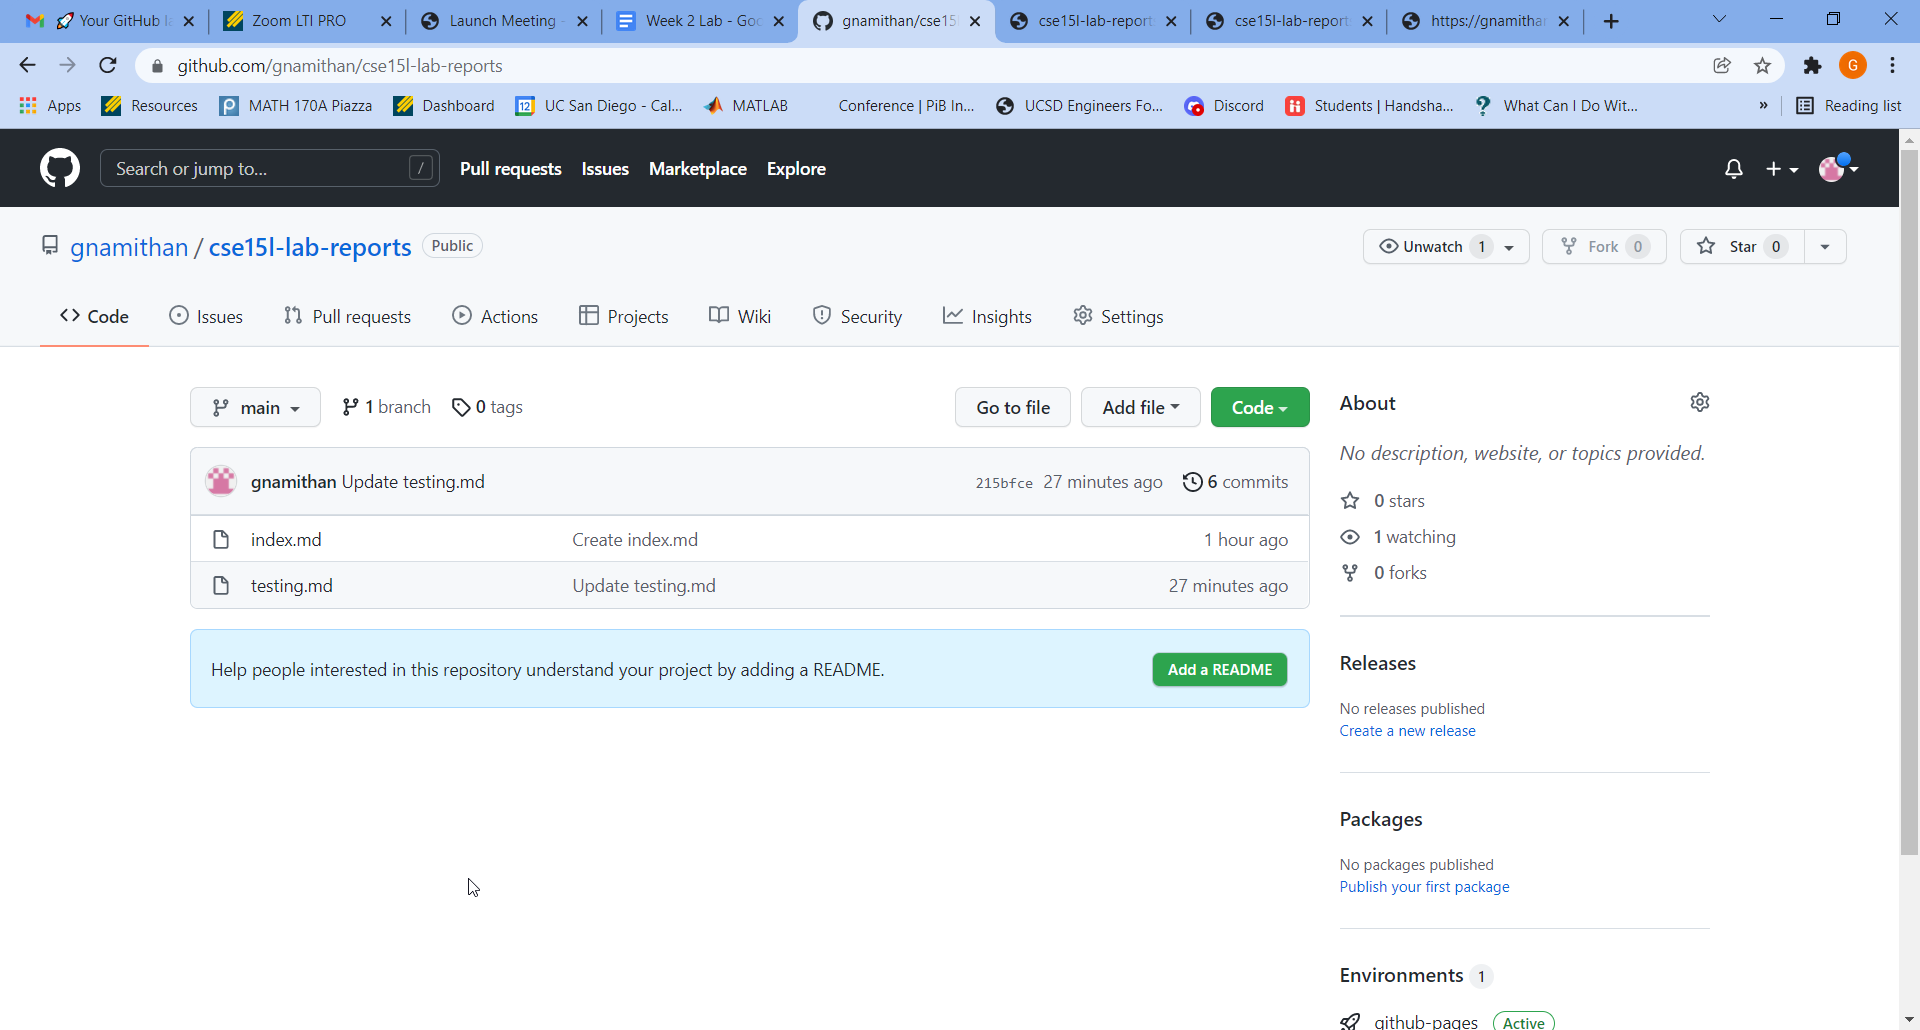 Your GitHub la
Zoom LTI PRO
Launch Meeting -
Week 2 Lab - Goo
gnamithan/cse15l
cse15l-lab-reports
cse15l-lab-reports
https://gnamithan
github.com/gnamithan/cse15l-lab-reports
G
Apps
Resources
MATH 170A Piazza
Dashboard
12
UC San Diego - Cal...
MATLAB
Conference | PiB In...
UCSD Engineers Fo...
Discord
Students | Handsha...
What Can I Do Wit...
»
Reading list
Search or jump to... /
Pull requests
Issues
Marketplace
Explore
gnamithan / cse15l-lab-reports Public
Unwatch 1
Fork 0
Star 0
Code
Issues
Pull requests
Actions
Projects
Wiki
Security
Insights
Settings
main
1 branch
0 tags
Go to file
Add file
Code
gnamithan Update testing.md 215bfce 27 minutes ago 6 commits
index.md Create index.md 1 hour ago
testing.md Update testing.md 27 minutes ago
Help people interested in this repository understand your project by adding a README.
Add a README
About
No description, website, or topics provided.
0 stars
1 watching
0 forks
Releases
No releases published
Create a new release
Packages
No packages published
Publish your first package
Environments 1
github-pages Active